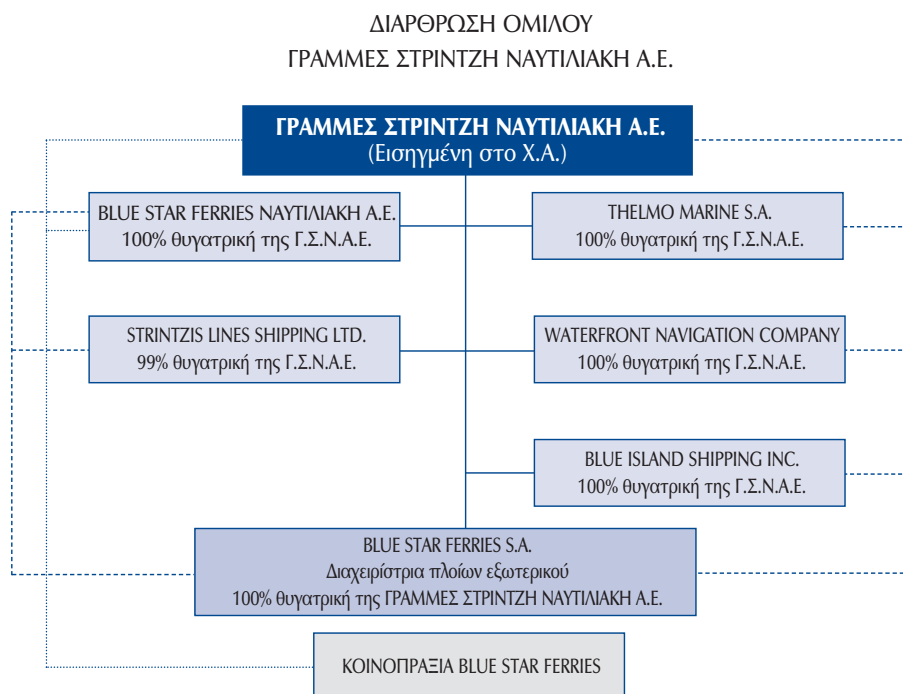 ΔΙΑΡΘΡΩΣΗ ΟΜΙΛΟΥ
ΓΡΑΜΜΕΣ ΣΤΡΙΝΤΖΗ ΝΑΥΤΙΛΙΑΚΗ Α.Ε.
ΓΡΑΜΜΕΣ ΣΤΡΙΝΤΖΗ ΝΑΥΤΙΛΙΑΚΗ Α.Ε.
(Εισηγμένη στο Χ.Α.)
BLUE STAR FERRIES ΝΑΥΤΙΛΙΑΚΗ Α.Ε.
100% θυγατρική της Γ.Σ.Ν.Α.Ε.
THELMO MARINE S.A.
100% θυγατρική της Γ.Σ.Ν.Α.Ε.
STRINTZIS LINES SHIPPING LTD.
99% θυγατρική της Γ.Σ.Ν.Α.Ε.
WATERFRONT NAVIGATION COMPANY
100% θυγατρική της Γ.Σ.Ν.Α.Ε.
BLUE ISLAND SHIPPING INC.
100% θυγατρική της Γ.Σ.Ν.Α.Ε.
BLUE STAR FERRIES S.A.
Διαχειρίστρια πλοίων εξωτερικού
100% θυγατρική της ΓΡΑΜΜΕΣ ΣΤΡΙΝΤΖΗ ΝΑΥΤΙΛΙΑΚΗ Α.Ε.
ΚΟΙΝΟΠΡΑΞΙΑ BLUE STAR FERRIES